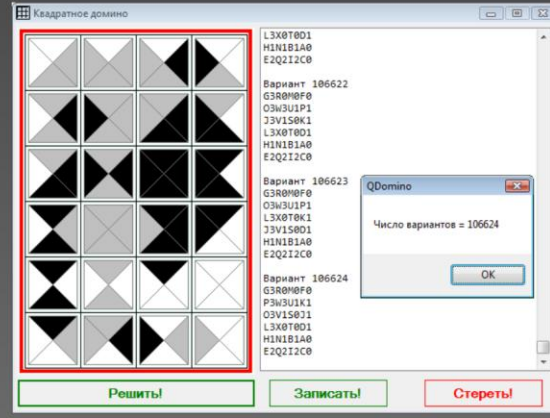 Квадратное домино
L3X0T0D1
H1N1B1A0
E2Q2I2C0
Вариант 106622
G3R0M0F0
O3W3U1P1
J3V1S0K1
L3X0T0D1
H1N1B1A0
E2Q2I2C0
Вариант 106623
G3R0M0F0
O3W3U1P1
L3X0T0K1
J3V1S0D1
H1N1B1A0
E2Q2I2C0
Вариант 106624
G3R0M0F0
P3W3U1K1
O3V1S0J1
L3X0T0D1
H1N1B1A0
E2Q2I2C0
QDomino
Число вариантов = 106624
OK
Решить!
Записать!
Стереть!